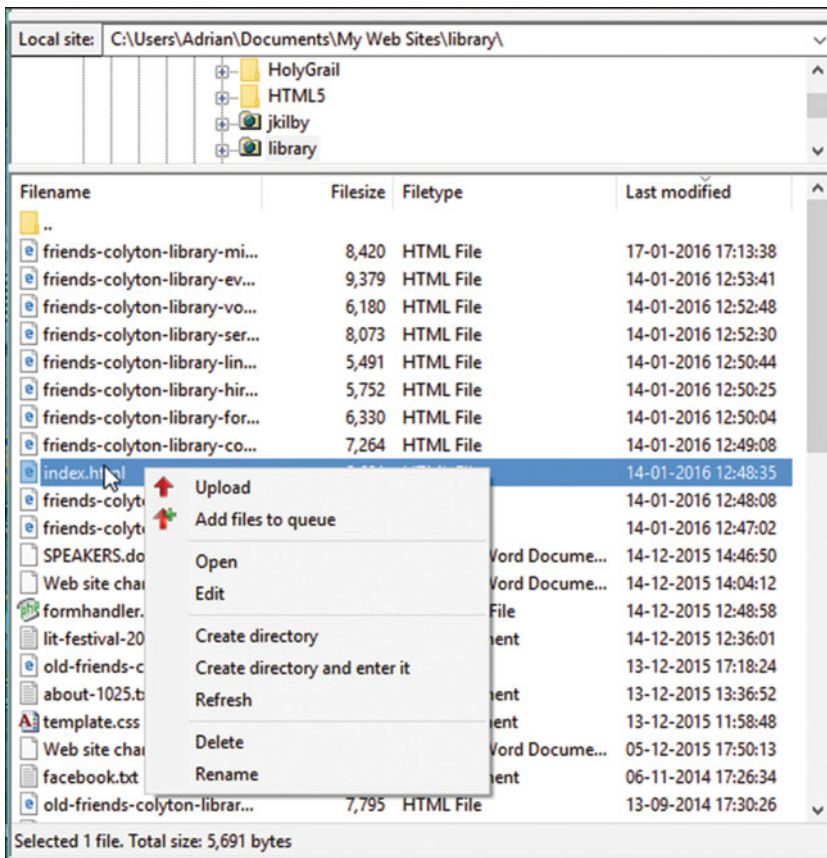 Local site: C:\Users\Adrian\Documents\My Web Sites\library\
HolyGrail
HTML5
jkilby
library
Filename Filesize Filetype Last modified
..
friends-colyton-library-mi... 8,420 HTML File 17-01-2016 17:13:38
friends-colyton-library-ev... 9,379 HTML File 14-01-2016 12:53:41
friends-colyton-library-vo... 6,180 HTML File 14-01-2016 12:52:48
friends-colyton-library-ser... 8,073 HTML File 14-01-2016 12:52:30
friends-colyton-library-lin... 5,491 HTML File 14-01-2016 12:50:44
friends-colyton-library-hir... 5,752 HTML File 14-01-2016 12:50:25
friends-colyton-library-for... 6,330 HTML File 14-01-2016 12:50:04
friends-colyton-library-co... 7,264 HTML File 14-01-2016 12:49:08
index.html 14-01-2016 12:48:35
friends-colyt 14-01-2016 12:48:08
friends-colyt 14-01-2016 12:47:02
SPEAKERS.do Word Docume... 14-12-2015 14:46:50
Web site char Word Docume... 14-12-2015 14:04:12
formhandler. File 14-12-2015 12:48:58
lit-festival-20 ent 14-12-2015 12:36:01
old-friends-c 13-12-2015 17:18:24
about-1025.t ent 13-12-2015 13:36:52
template.css ent 13-12-2015 11:58:48
Web site char Word Docume... 05-12-2015 17:50:13
facebook.txt ent 06-11-2014 17:26:34
old-friends-colyton-librar... 7,795 HTML File 13-09-2014 17:30:26
Upload
Add files to queue
Open
Edit
Create directory
Create directory and enter it
Refresh
Delete
Rename
Selected 1 file. Total size: 5,691 bytes